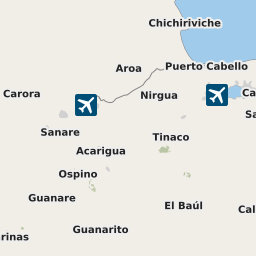 Chichiriviche
Aroa
Puerto Cabello
Carora
Nirgua
Ca
Sa
Sanare
Tinaco
Acarigua
Ospino
Guanare
El Baúl
Cal
Guanarito
rinas